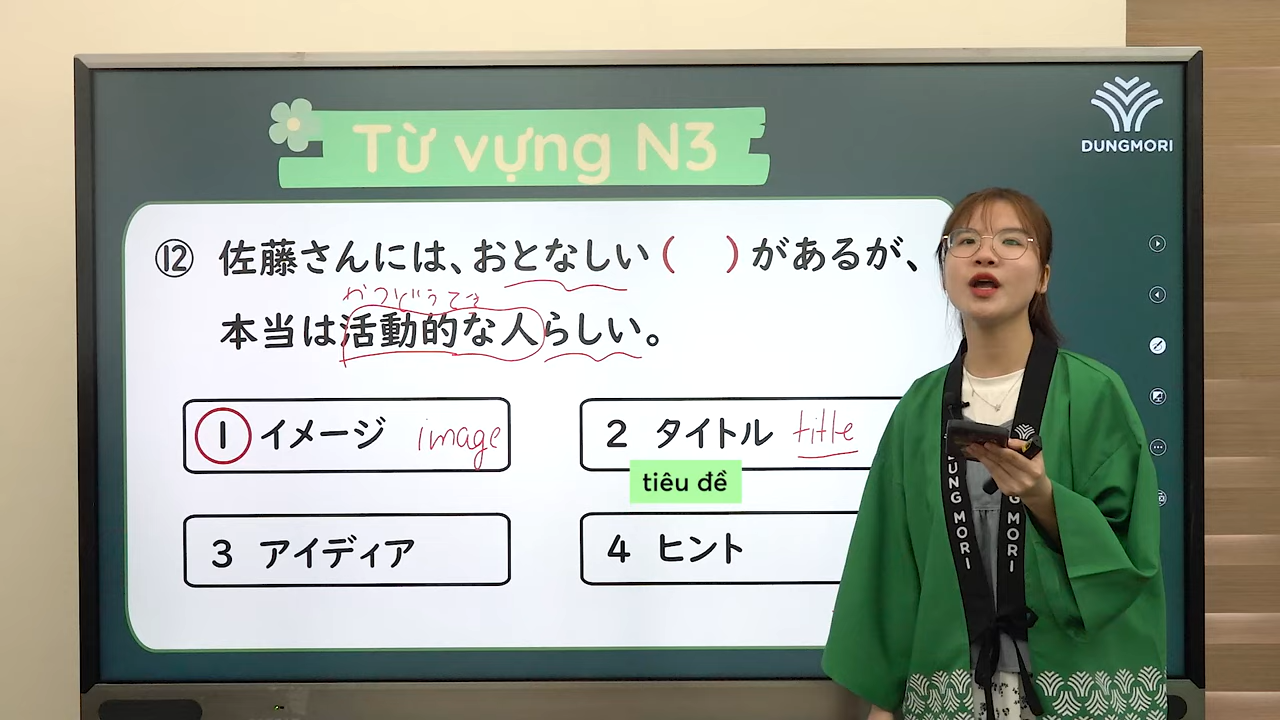 Từ vựng N3
DUNGMORI
⑫ 佐藤さんには、おとなしい( )があるが、
かつどうてき
本当は活動的な人らしい。
1 イメージ image
2 タイトル title
tiêu đề
3 アイディア
4 ヒント
DUNG MORI
G MORI